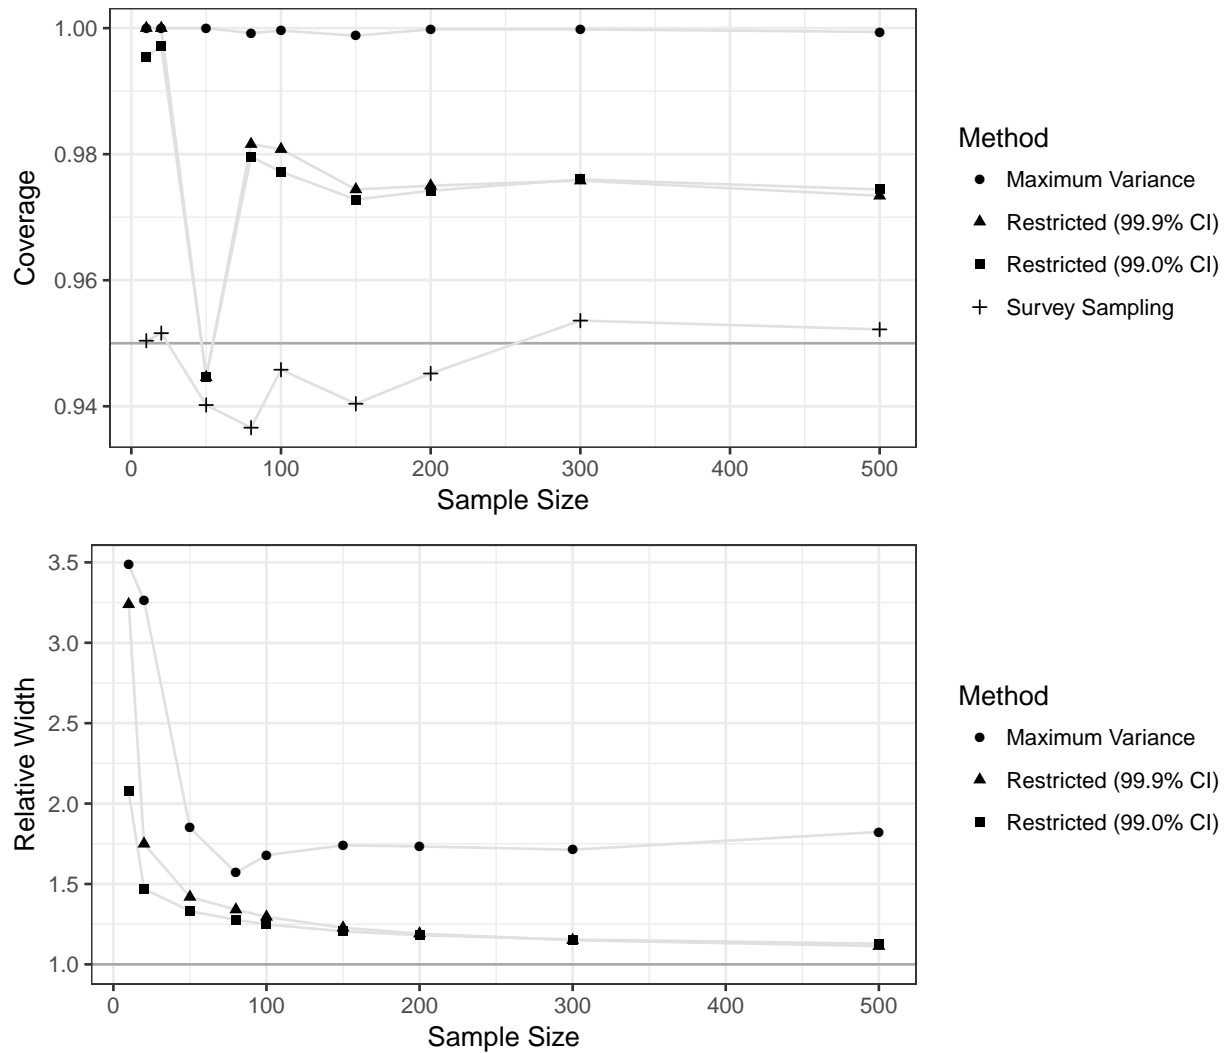 1.00
0.98
0.96
0.94
Coverage
0 100 200 300 400 500
Sample Size
Method
Maximum Variance
Restricted (99.9% CI)
Restricted (99.0% CI)
Survey Sampling
3.5
3.0
2.5
2.0
1.5
1.0
Relative Width
0 100 200 300 400 500
Sample Size
Method
Maximum Variance
Restricted (99.9% CI)
Restricted (99.0% CI)